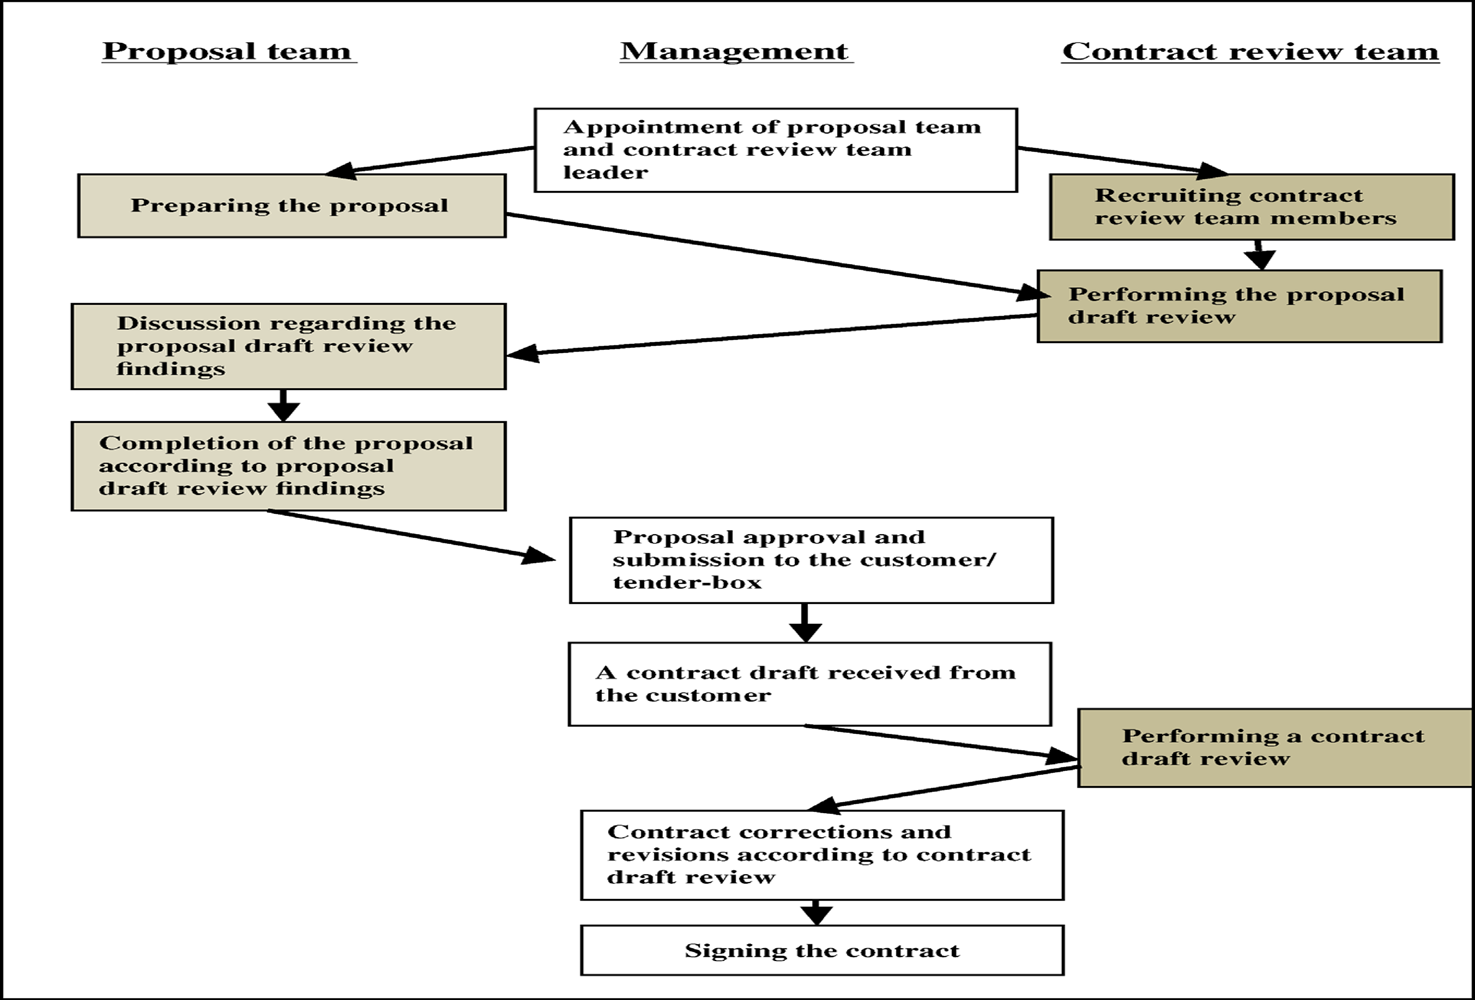 Proposal team
Management
Contract review team
Appointment of proposal team
and contract review team
leader
Preparing the proposal
Recruiting contract
review team members
Performing the proposal
draft review
Discussion regarding the
proposal draft review
findings
Completion of the proposal
according to proposal
draft review findings
Proposal approval and
submission to the customer/
tender-box
A contract draft received from
the customer
Performing a contract
draft review
Contract corrections and
revisions according to contract
draft review
Signing the contract